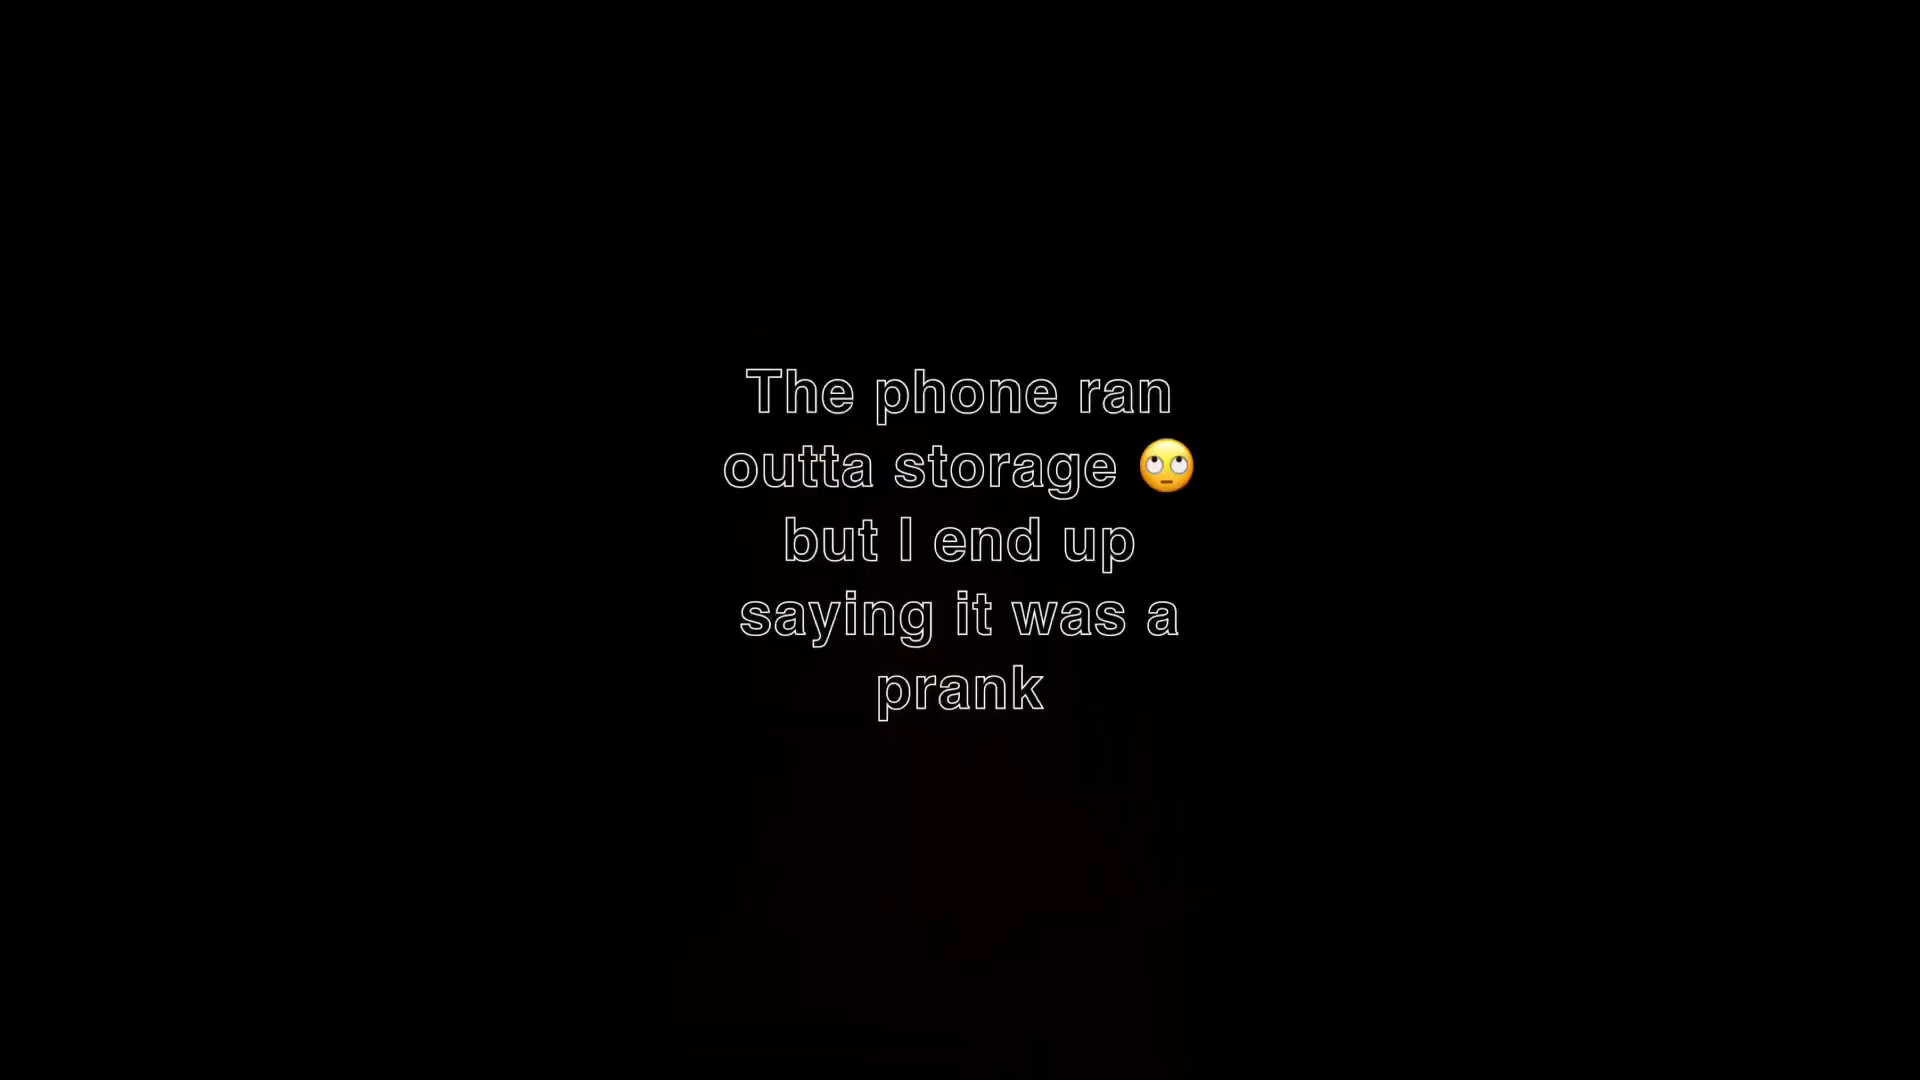 The phone ran
outta storage 🙄
but I end up
saying it was a
prank